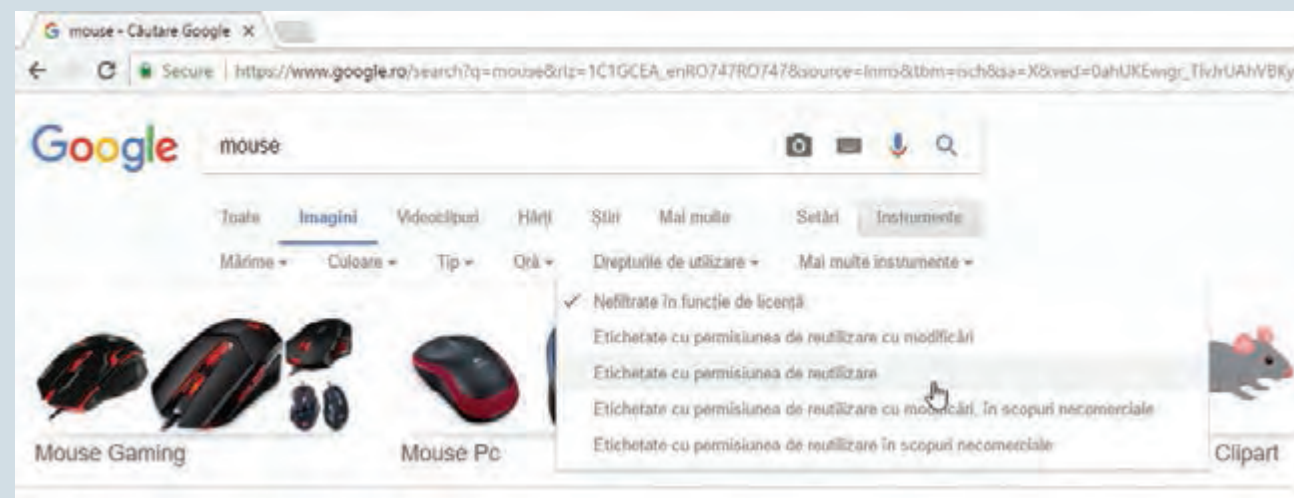 mouse - Căutare Google
Secure https://www.google.ro/search?q=mouse&rlz=1C1GCEA_enRO747RO747&source=lnms&tbm=isch&sa=X&ved=
Google mouse
Toate Imagini Videoclipuri Hărți Știri Mai multe Setări Instrumente
Mărime Culoare Tip Oră Drepturile de utilizare Mai multe instrumente
Nefiltrate în funcție de licență
Etichetate cu permisiunea de reutilizare cu modificări
Etichetate cu permisiunea de reutilizare
Etichetate cu permisiunea de reutilizare cu modificări, în scopuri necomerciale
Etichetate cu permisiunea de reutilizare în scopuri necomerciale
Mouse Gaming Mouse Pc Clipart